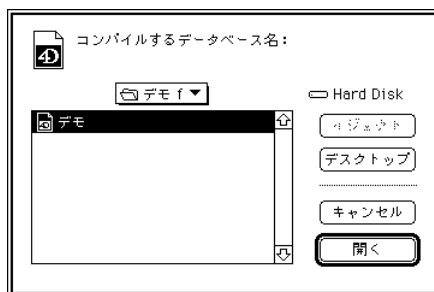 コンパイルするデータベース名：
デモ f
Hard Disk
デモ
イジェクト
デスクトップ
キャンセル
開く